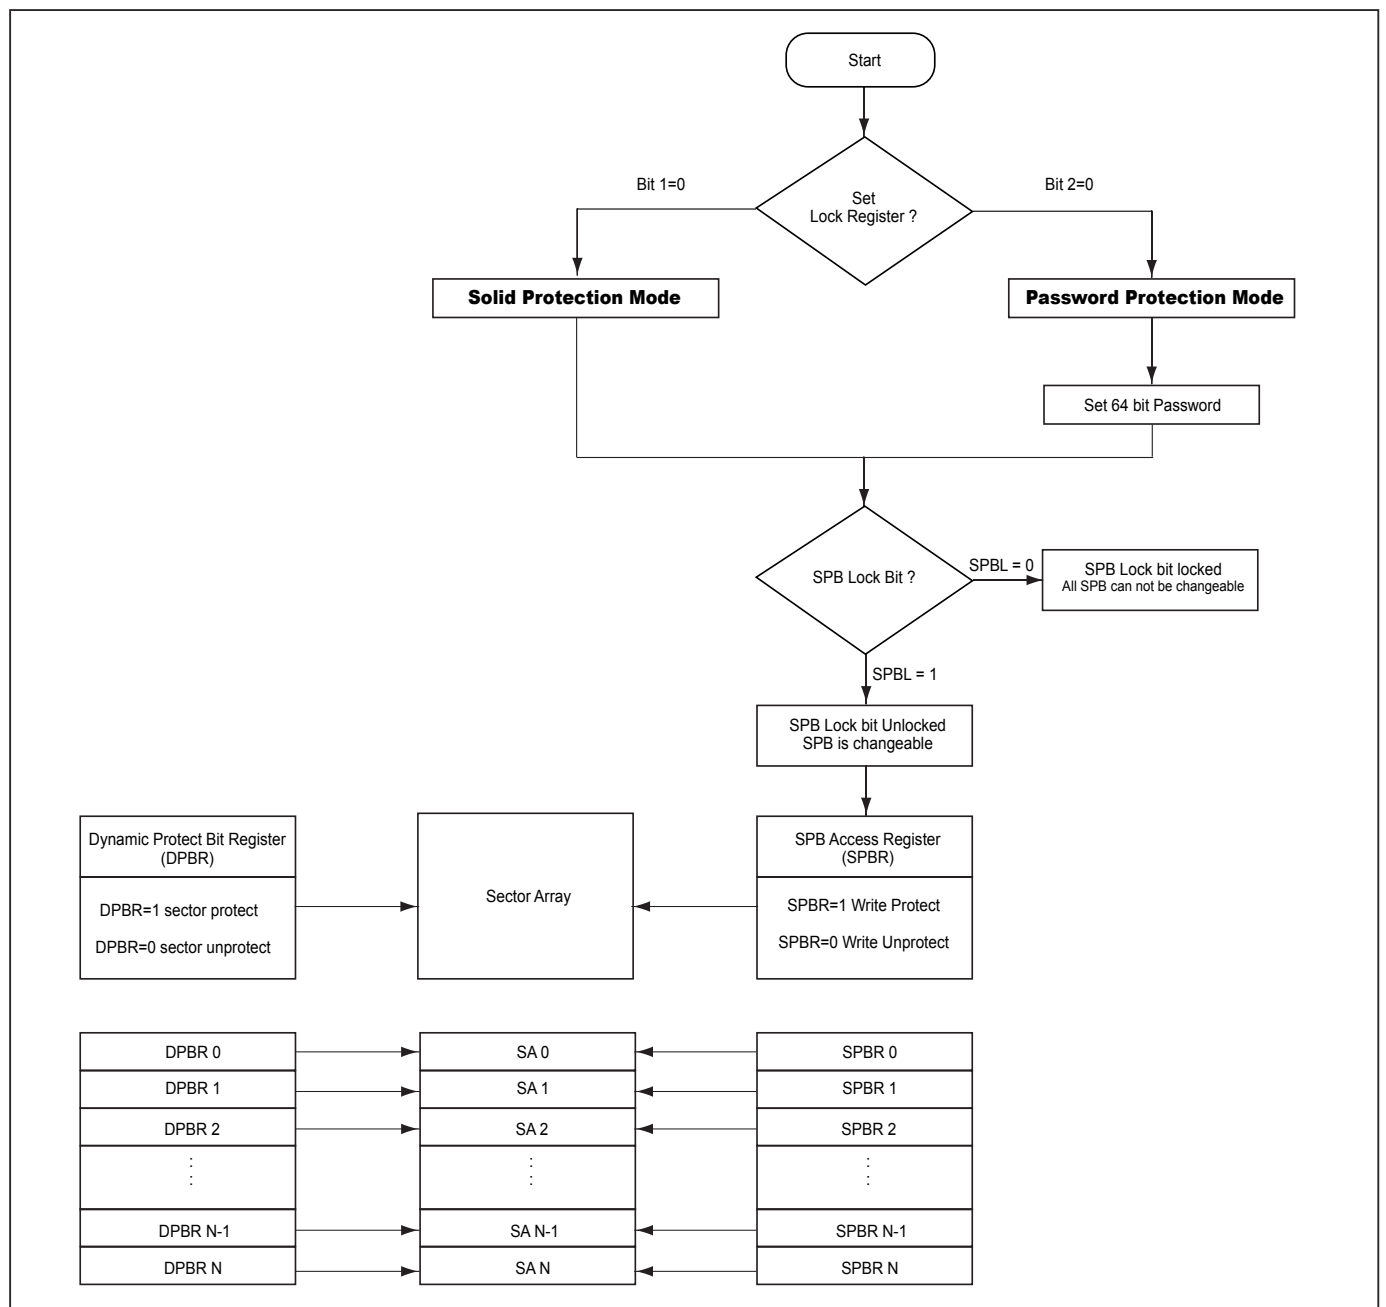 Start
Bit 1=0
Bit 2=0
Set
Lock Register ?
Solid Protection Mode
Password Protection Mode
Set 64 bit Password
SPB Lock Bit ?
SPBL = 0
SPB Lock bit locked
All SPB can not be changeable
SPBL = 1
SPB Lock bit Unlocked
SPB is changeable
Dynamic Protect Bit Register
(DPBR)
DPBR=1 sector protect
DPBR=0 sector unprotect
Sector Array
SPB Access Register
(SPBR)
SPBR=1 Write Protect
SPBR=0 Write Unprotect
DPBR 0
SA 0
SPBR 0
DPBR 1
SA 1
SPBR 1
DPBR 2
SA 2
SPBR 2
DPBR N-1
SA N-1
SPBR N-1
DPBR N
SA N
SPBR N